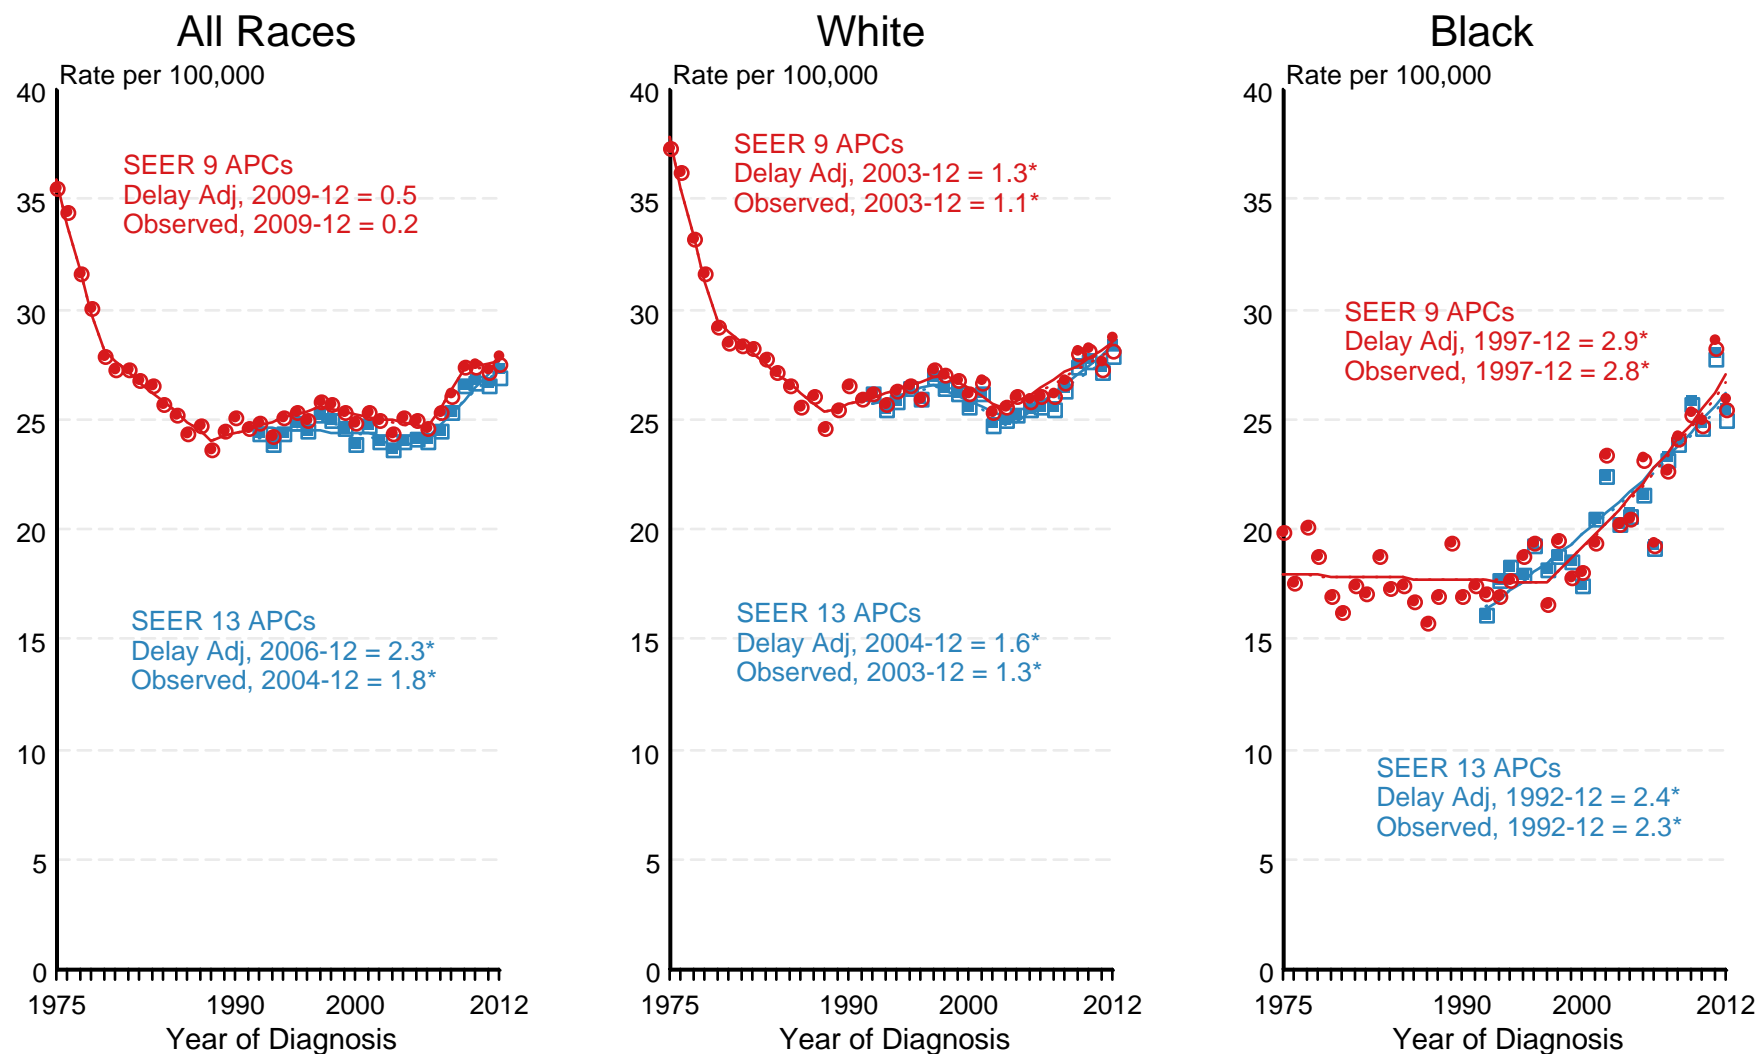 All Races
Rate per 100,000
40
35
30
25
20
15
10
5
0
SEER 9 APCs
Delay Adj, 2009-12 = 0.5
Observed, 2009-12 = 0.2
SEER 13 APCs
Delay Adj, 2006-12 = 2.3*
Observed, 2004-12 = 1.8*
1975 1990 2000 2012
Year of Diagnosis
White
Rate per 100,000
40
35
30
25
20
15
10
5
0
SEER 9 APCs
Delay Adj, 2003-12 = 1.3*
Observed, 2003-12 = 1.1*
SEER 13 APCs
Delay Adj, 2004-12 = 1.6*
Observed, 2003-12 = 1.3*
1975 1990 2000 2012
Year of Diagnosis
Black
Rate per 100,000
40
35
30
25
20
15
10
5
0
SEER 9 APCs
Delay Adj, 1997-12 = 2.9*
Observed, 1997-12 = 2.8*
SEER 13 APCs
Delay Adj, 1992-12 = 2.4*
Observed, 1992-12 = 2.3*
1975 1990 2000 2012
Year of Diagnosis